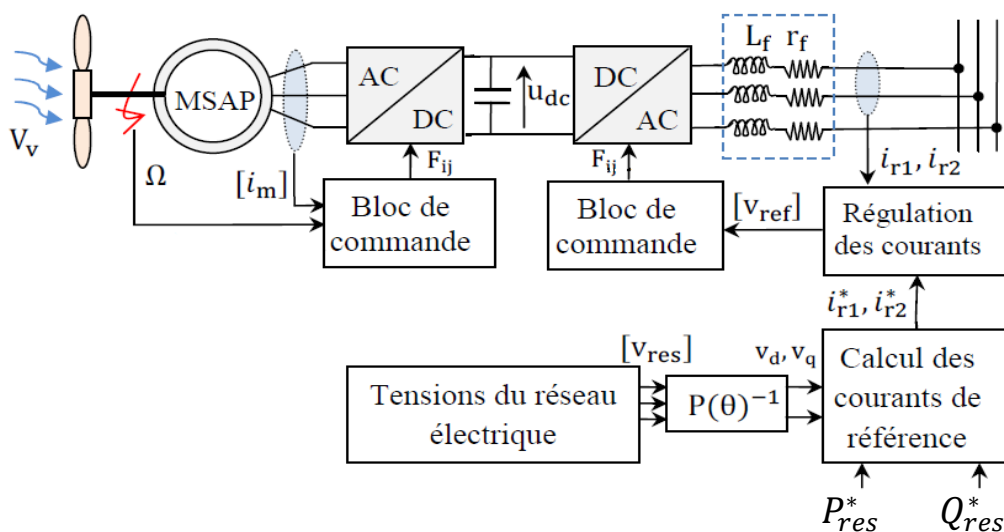 V_v
Ω
MSAP
[i_m]
AC
DC
F_ij
Bloc de
commande
u_dc
DC
AC
F_ij
Bloc de
commande
L_f r_f
i_r1, i_r2
[v_ref]
Régulation
des courants
i*_r1, i*_r2
Tensions du réseau
électrique
[v_res]
P(θ)⁻¹
v_d, v_q
Calcul des
courants de
référence
P*_res
Q*_res